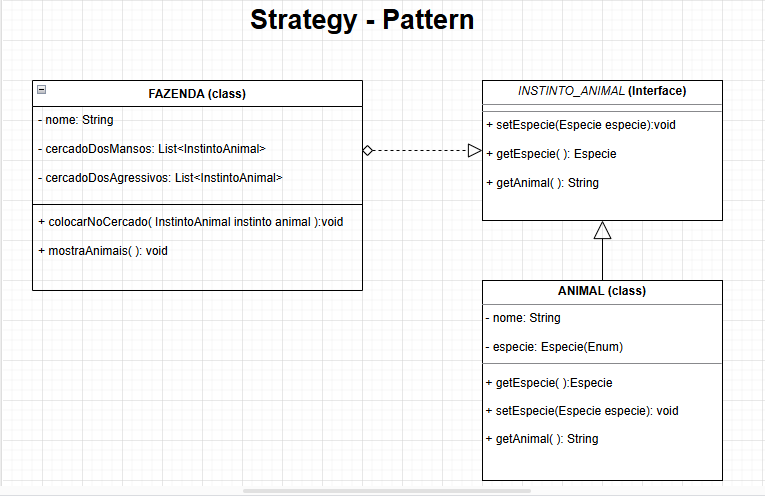 Strategy - Pattern
FAZENDA (class)
- nome: String
- cercadoDosMansos: List<InstintoAnimal>
- cercadoDosAgressivos: List<InstintoAnimal>
+ colocarNoCercado( InstintoAnimal instinto animal ):void
+ mostraAnimais( ): void
INSTINTO_ANIMAL (Interface)
+ setEspecie(Especie especie):void
+ getEspecie( ): Especie
+ getAnimal( ): String
ANIMAL (class)
- nome: String
- especie: Especie(Enum)
+ getEspecie( ):Especie
+ setEspecie(Especie especie): void
+ getAnimal( ): String